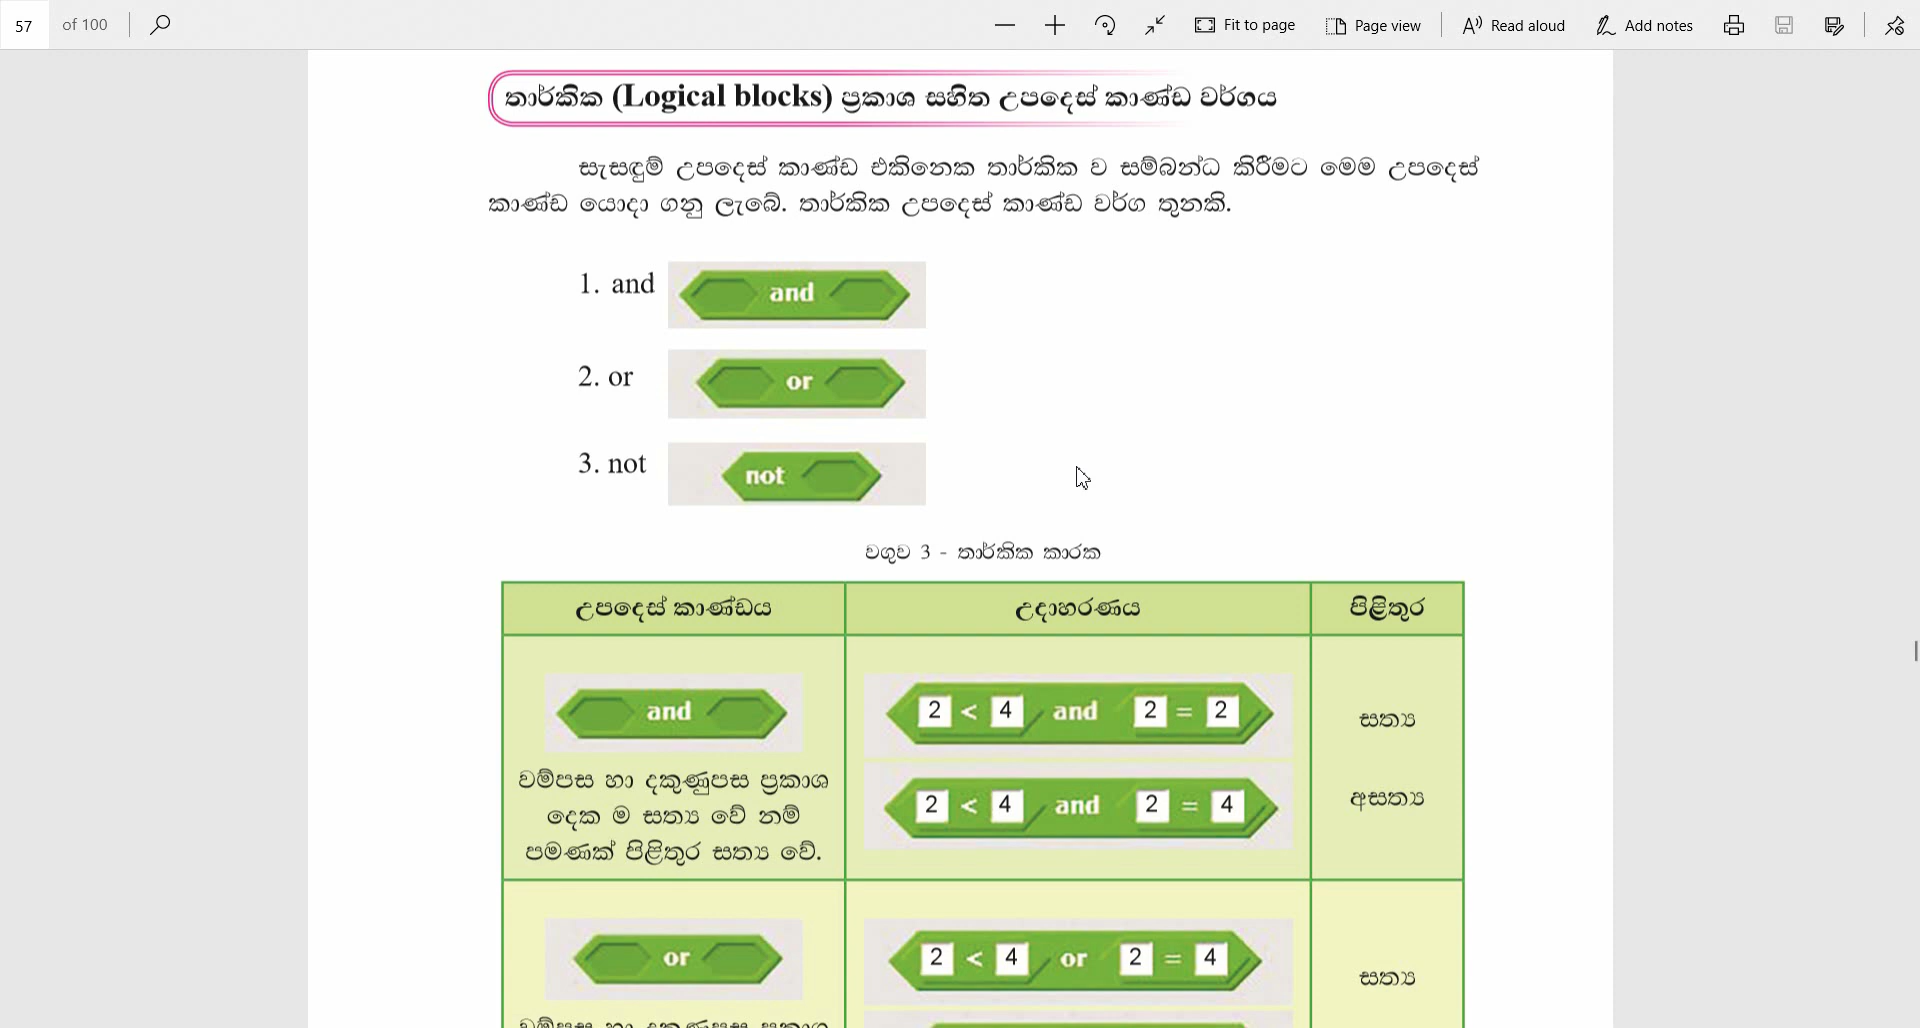 57 of 100 Fit to page Page view Read aloud Add notes
තාර්කික (Logical blocks) ප්‍රකාශ සහිත උපදෙස් කාණ්ඩ වර්ගය
සැසඳුම් උපදෙස් කාණ්ඩ එකිනෙක තාර්කික ව සම්බන්ධ කිරීමට මෙම උපදෙස්
කාණ්ඩ යොදා ගනු ලැබේ. තාර්කික උපදෙස් කාණ්ඩ වර්ග තුනකි.
1. and and
2. or or
3. not not
වගුව 3 - තාර්කික කාරක
උපදෙස් කාණ්ඩය උදාහරණය පිළිතුර
and 2 < 4 and 2 = 2 සත්‍ය
වම්පස හා දකුණුපස ප්‍රකාශ
දෙක ම සත්‍ය වේ නම්
පමණක් පිළිතුර සත්‍ය වේ.
2 < 4 and 2 = 4 අසත්‍ය
or 2 < 4 or 2 = 4 සත්‍ය